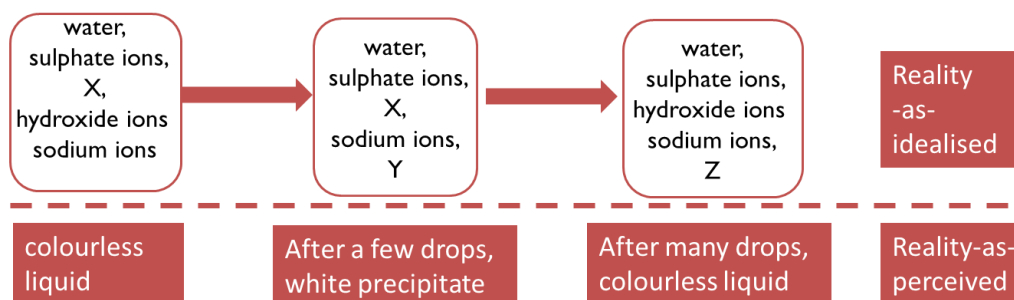 water,
sulphate ions,
X,
hydroxide ions
sodium ions
water,
sulphate ions,
X,
sodium ions,
Y
water,
sulphate ions,
hydroxide ions
sodium ions,
Z
Reality
-as-
idealised
colourless
liquid
After a few drops,
white precipitate
After many drops,
colourless liquid
Reality-as-
perceived